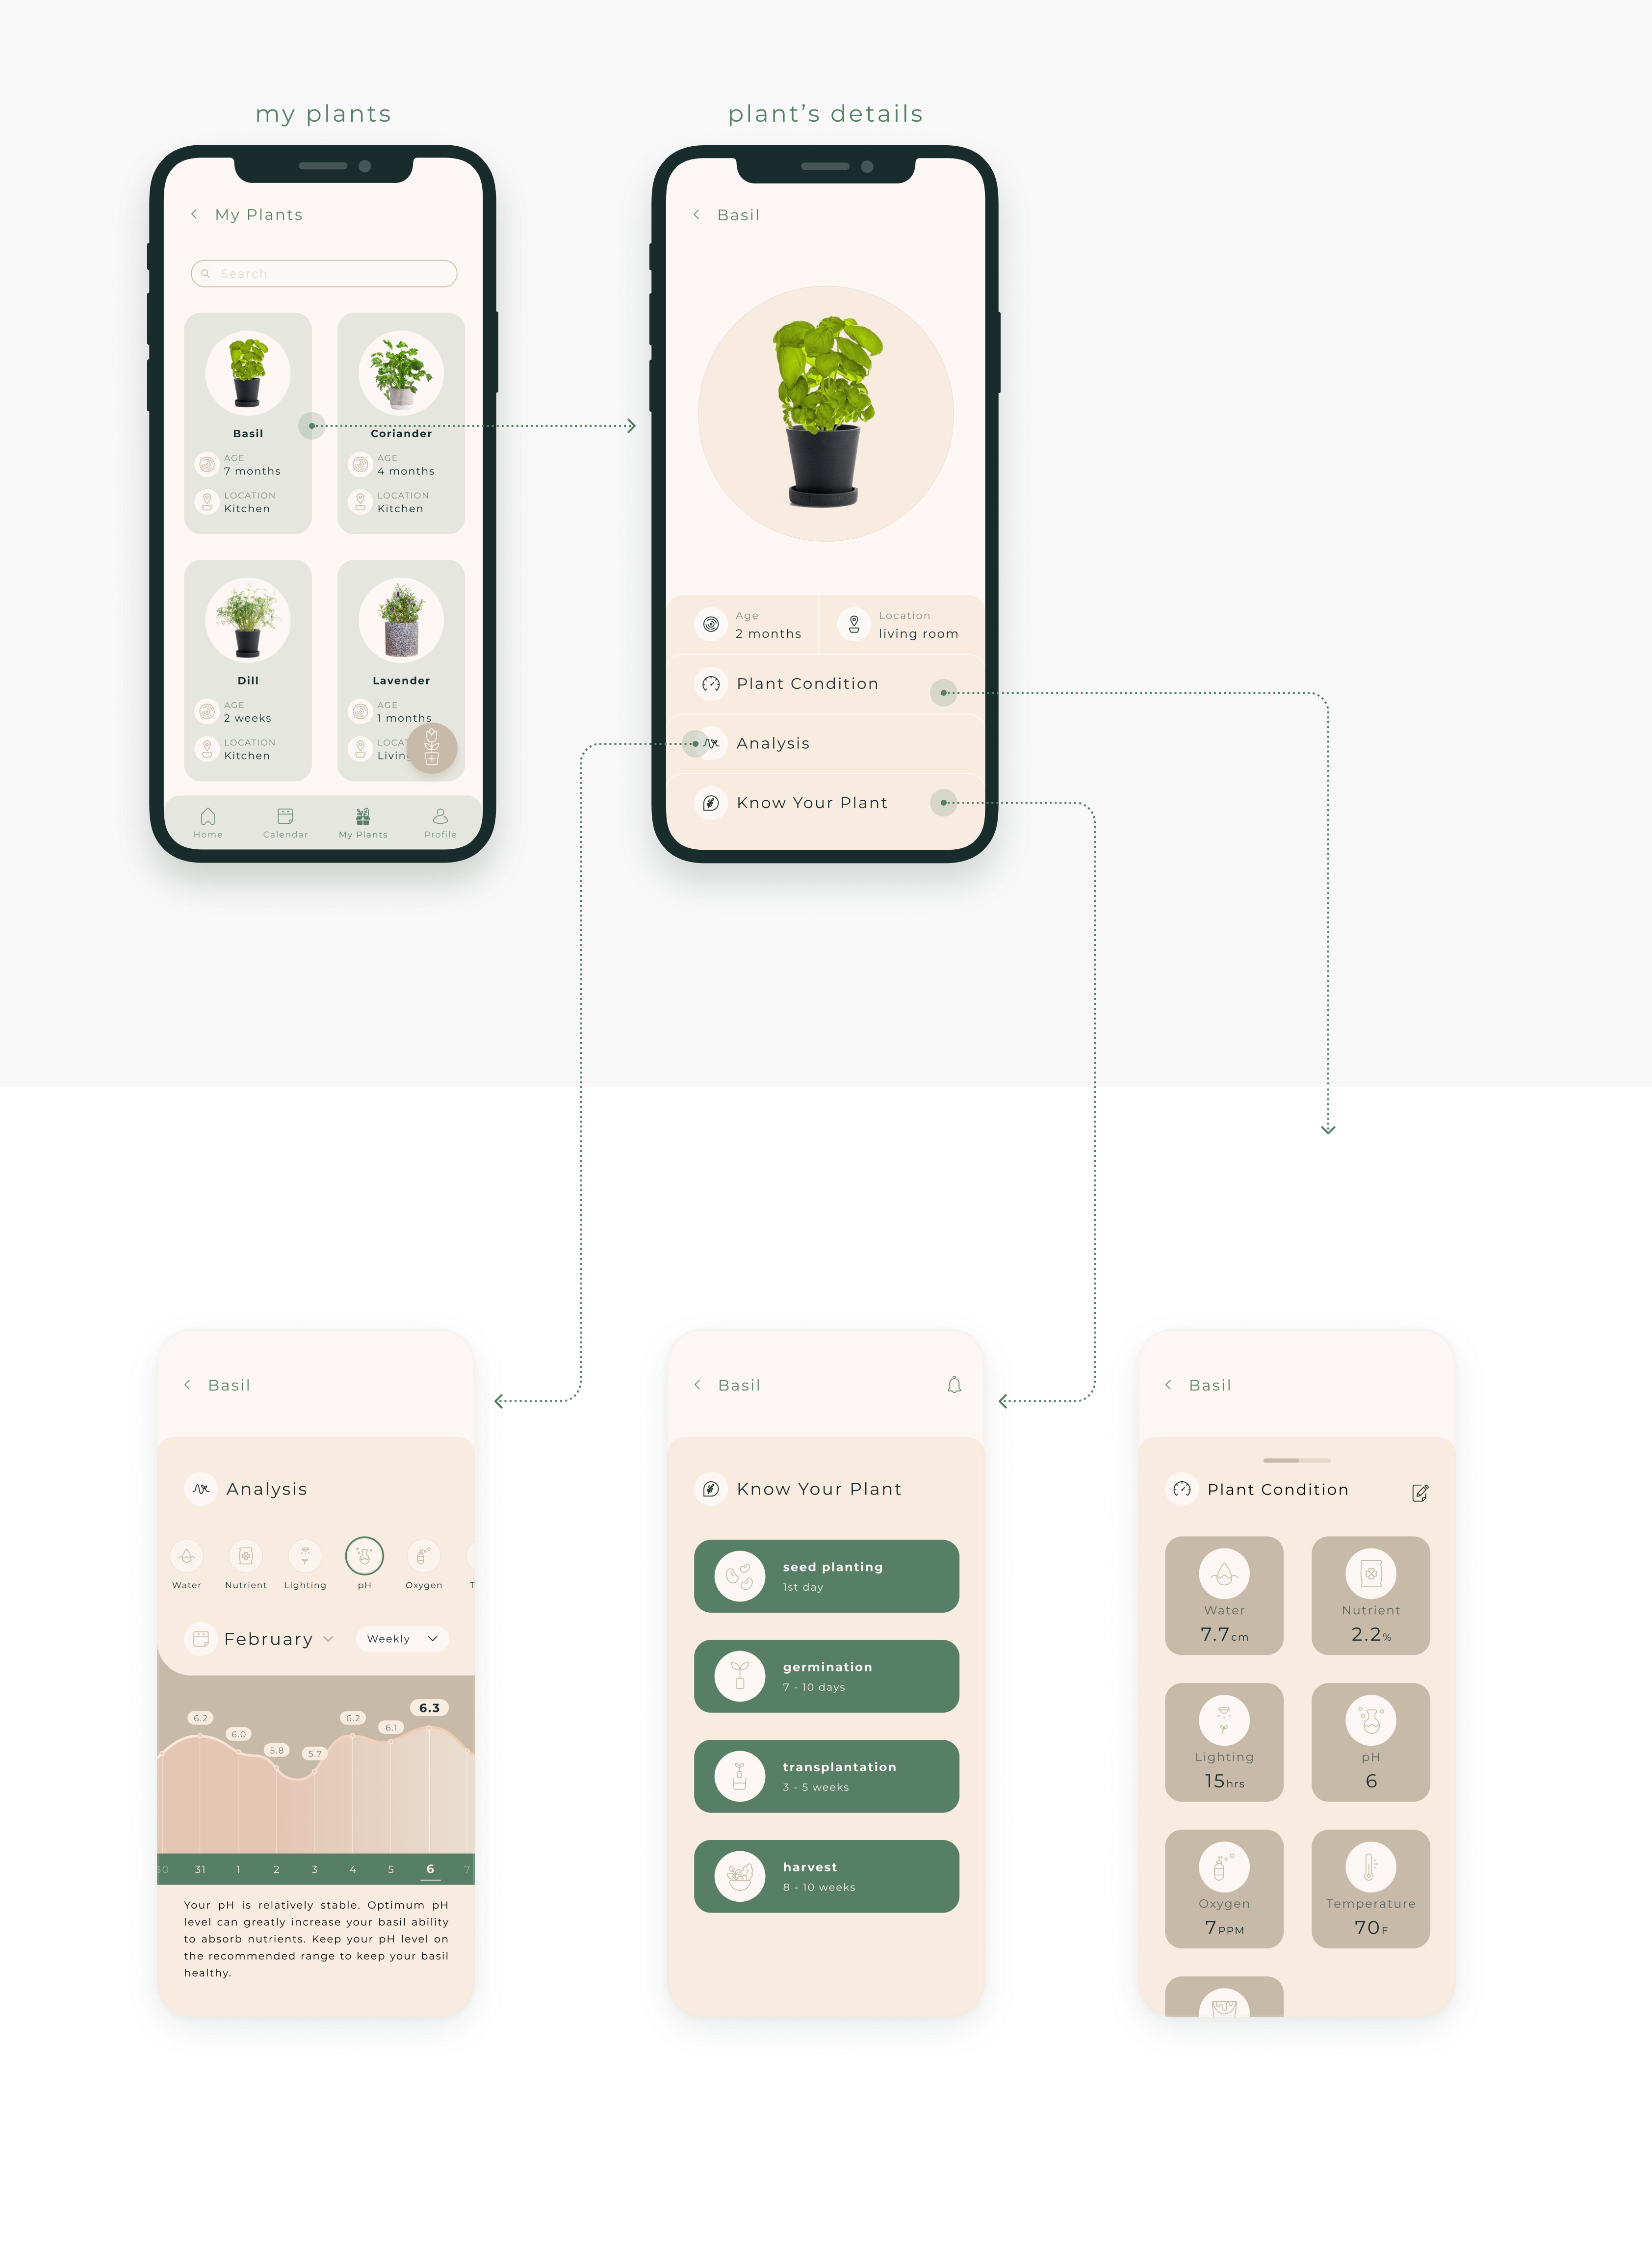 my plants
plant's details
My Plants
Search
Basil
AGE
7 months
LOCATION
Kitchen
Coriander
AGE
4 months
LOCATION
Kitchen
Dill
AGE
2 weeks
LOCATION
Kitchen
Lavender
AGE
1 months
Home
Calendar
My Plants
Profile
Basil
Age
2 months
Location
living room
Plant Condition
Analysis
Know Your Plant
Basil
Analysis
Water
Nutrient
Lighting
pH
Oxygen
T
February
Weekly
6.2
6.0
5.8
5.7
6.2
6.1
6.3
30
31
1
2
3
4
5
6
7
Your pH is relatively stable. Optimum pH
level can greatly increase your basil ability
to absorb nutrients. Keep your pH level on
the recommended range to keep your basil
healthy.
Basil
Know Your Plant
seed planting
1st day
germination
7 - 10 days
transplantation
3 - 5 weeks
harvest
8 - 10 weeks
Basil
Plant Condition
Water
7.7cm
Nutrient
2.2%
Lighting
15hrs
pH
6
Oxygen
7PPM
Temperature
70F